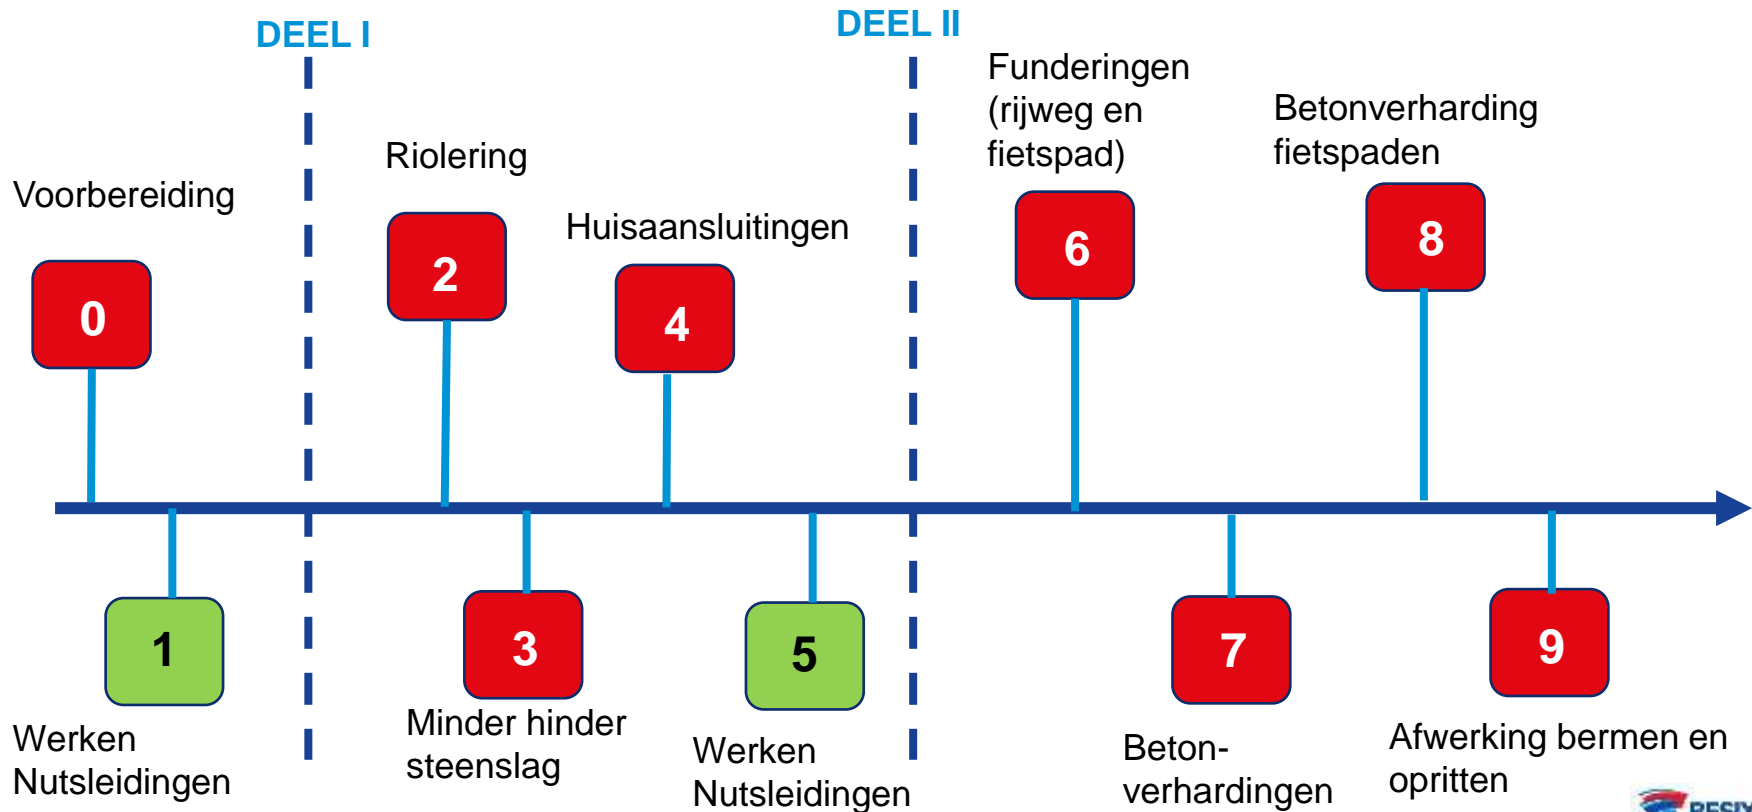 DEEL I
DEEL II
Voorbereiding
0
1
Werken
Nutsleidingen
Riolering
2
3
Minder hinder
steenslag
Huisaansluitingen
4
5
Werken
Nutsleidingen
Funderingen
(rijweg en
fietspad)
6
7
Beton-
verhardingen
Betonverharding
fietspaden
8
9
Afwerking bermen en
opritten